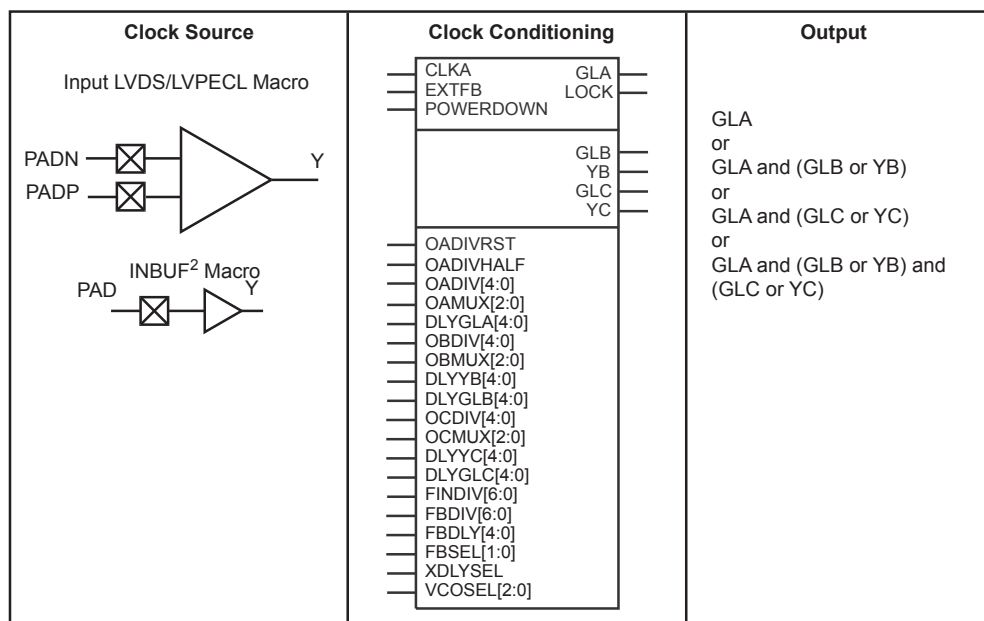 Clock Source
Input LVDS/LVPECL Macro
PADN
PADP
Y
INBUF2 Macro
PAD
Y
Clock Conditioning
CLKA
EXTFB
POWERDOWN
GLA
LOCK
GLB
YB
GLC
YC
OADIVRST
OADIVHALF
OADIV[4:0]
OAMUX[2:0]
DLYGLA[4:0]
OBDIV[4:0]
OBMUX[2:0]
DLYYB[4:0]
DLYGLB[4:0]
OCDIV[4:0]
OCMUX[2:0]
DLYYC[4:0]
DLYGLC[4:0]
FINDIV[6:0]
FBDIV[6:0]
FBDLY[4:0]
FBSEL[1:0]
XDLYSEL
VCOSEL[2:0]
Output
GLA
or
GLA and (GLB or YB)
or
GLA and (GLC or YC)
or
GLA and (GLB or YB) and
(GLC or YC)